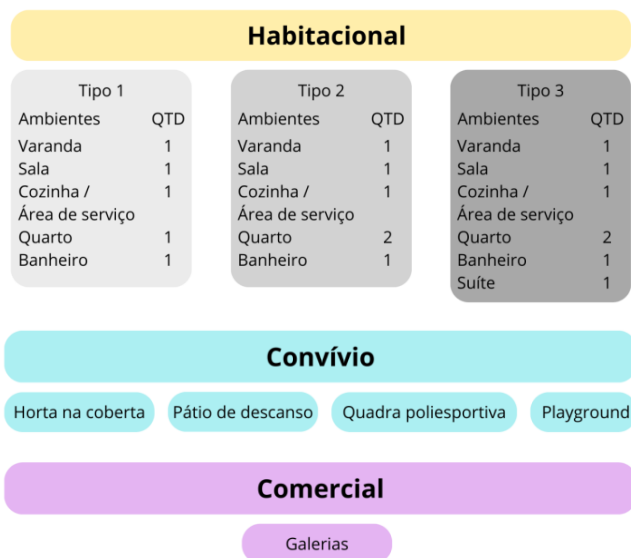 Habitacional
Tipo 1
Ambientes QTD
Varanda 1
Sala 1
Cozinha / 1
Área de serviço
Quarto 1
Banheiro 1
Tipo 2
Ambientes QTD
Varanda 1
Sala 1
Cozinha / 1
Área de serviço
Quarto 2
Banheiro 1
Tipo 3
Ambientes QTD
Varanda 1
Sala 1
Cozinha / 1
Área de serviço
Quarto 2
Banheiro 1
Suíte 1
Convívio
Horta na coberta Pátio de descanso Quadra poliesportiva Playground
Comercial
Galerias